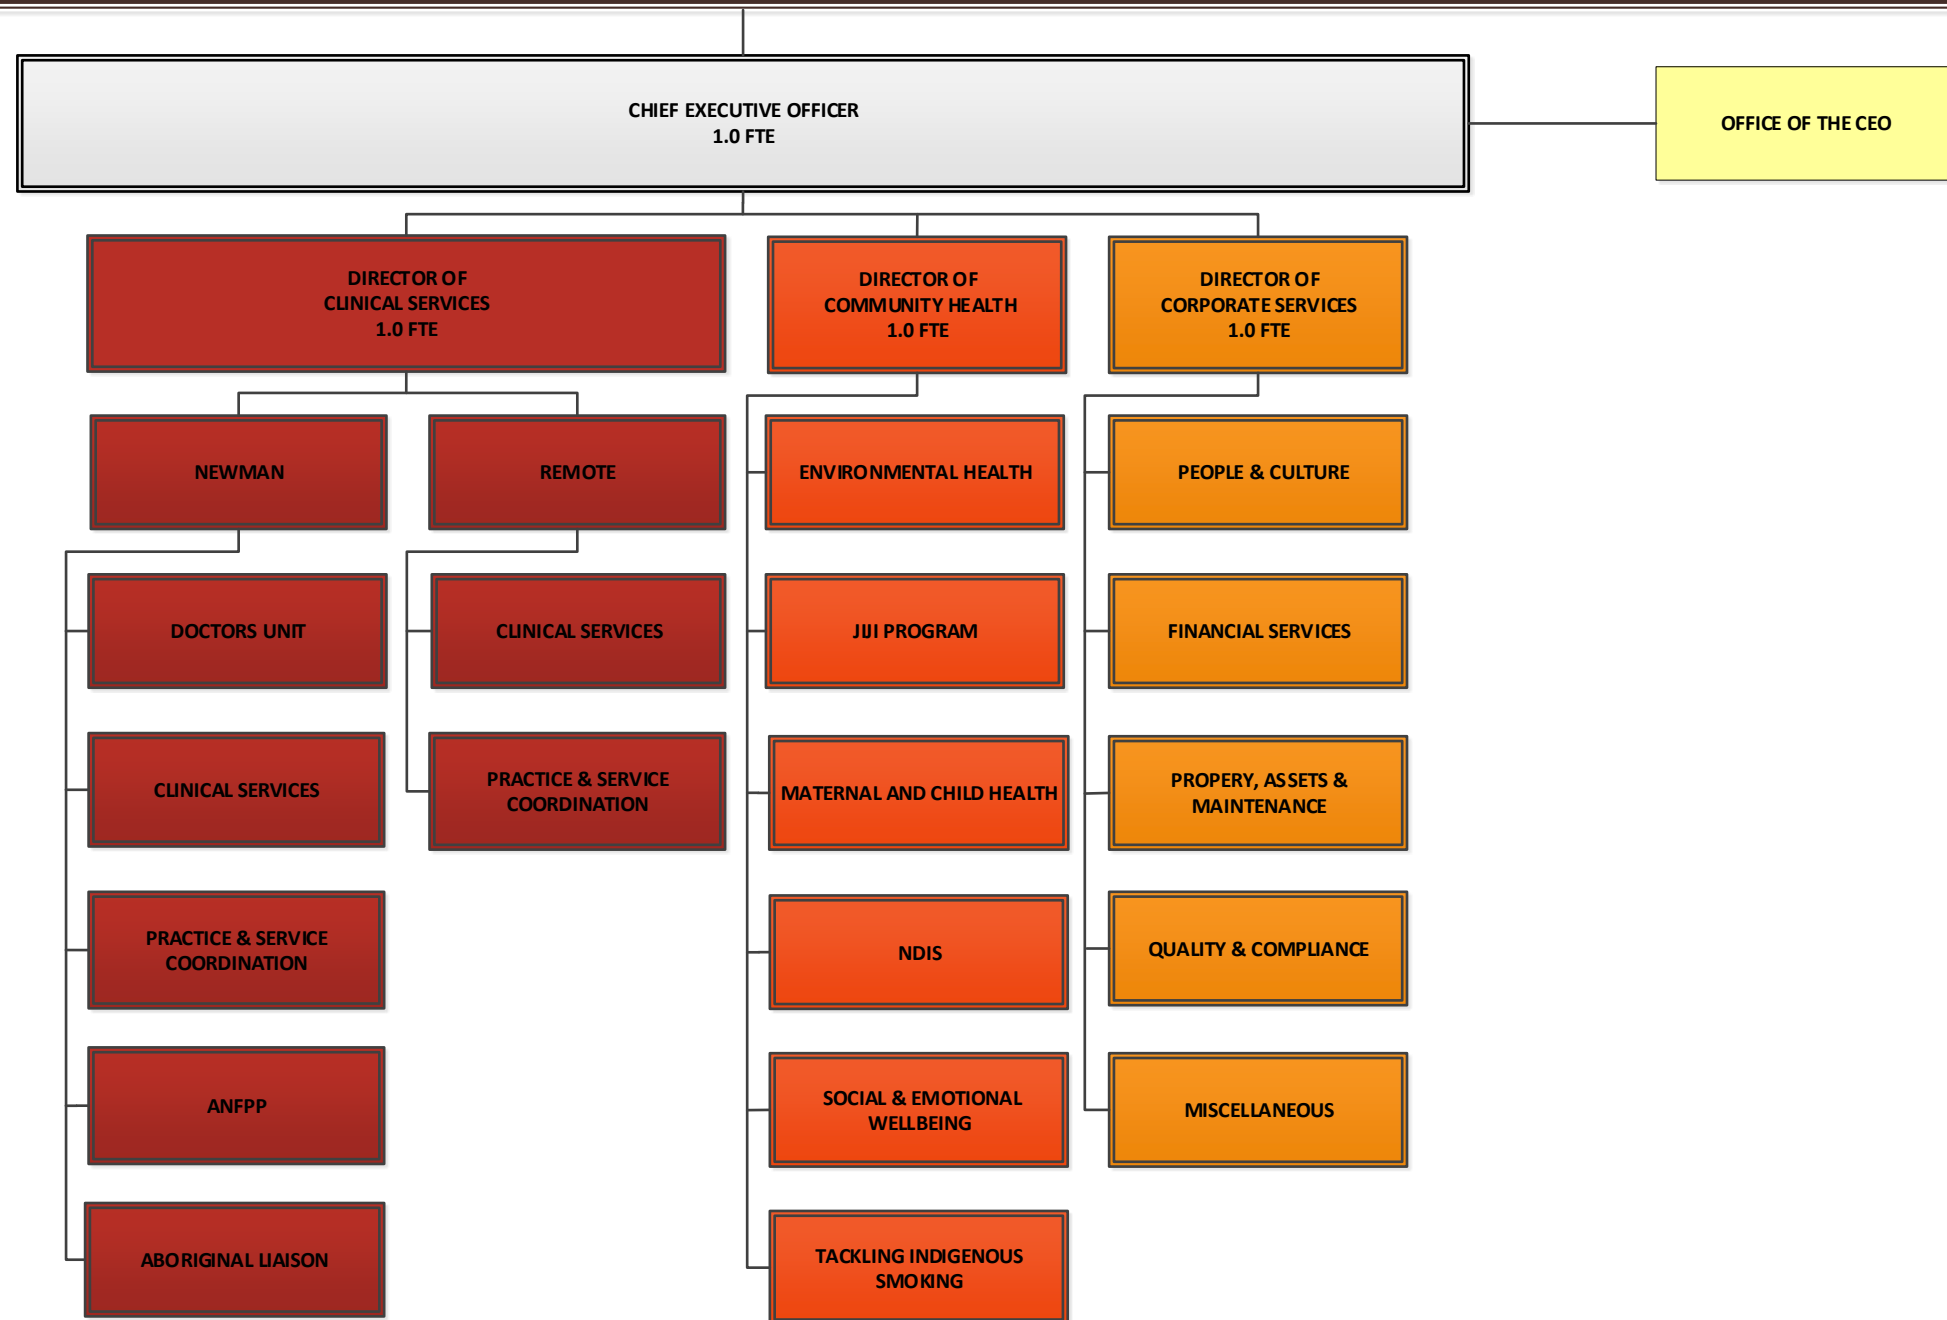 CHIEF EXECUTIVE OFFICER
1.0 FTE
OFFICE OF THE CEO
DIRECTOR OF
CLINICAL SERVICES
1.0 FTE
DIRECTOR OF
COMMUNITY HEALTH
1.0 FTE
DIRECTOR OF
CORPORATE SERVICES
1.0 FTE
NEWMAN
REMOTE
ENVIRONMENTAL HEALTH
PEOPLE & CULTURE
DOCTORS UNIT
CLINICAL SERVICES
JIJI PROGRAM
FINANCIAL SERVICES
CLINICAL SERVICES
PRACTICE & SERVICE
COORDINATION
MATERNAL AND CHILD HEALTH
PROPERY, ASSETS &
MAINTENANCE
PRACTICE & SERVICE
COORDINATION
NDIS
QUALITY & COMPLIANCE
ANFPP
SOCIAL & EMOTIONAL
WELLBEING
MISCELLANEOUS
ABORIGINAL LIAISON
TACKLING INDIGENOUS
SMOKING